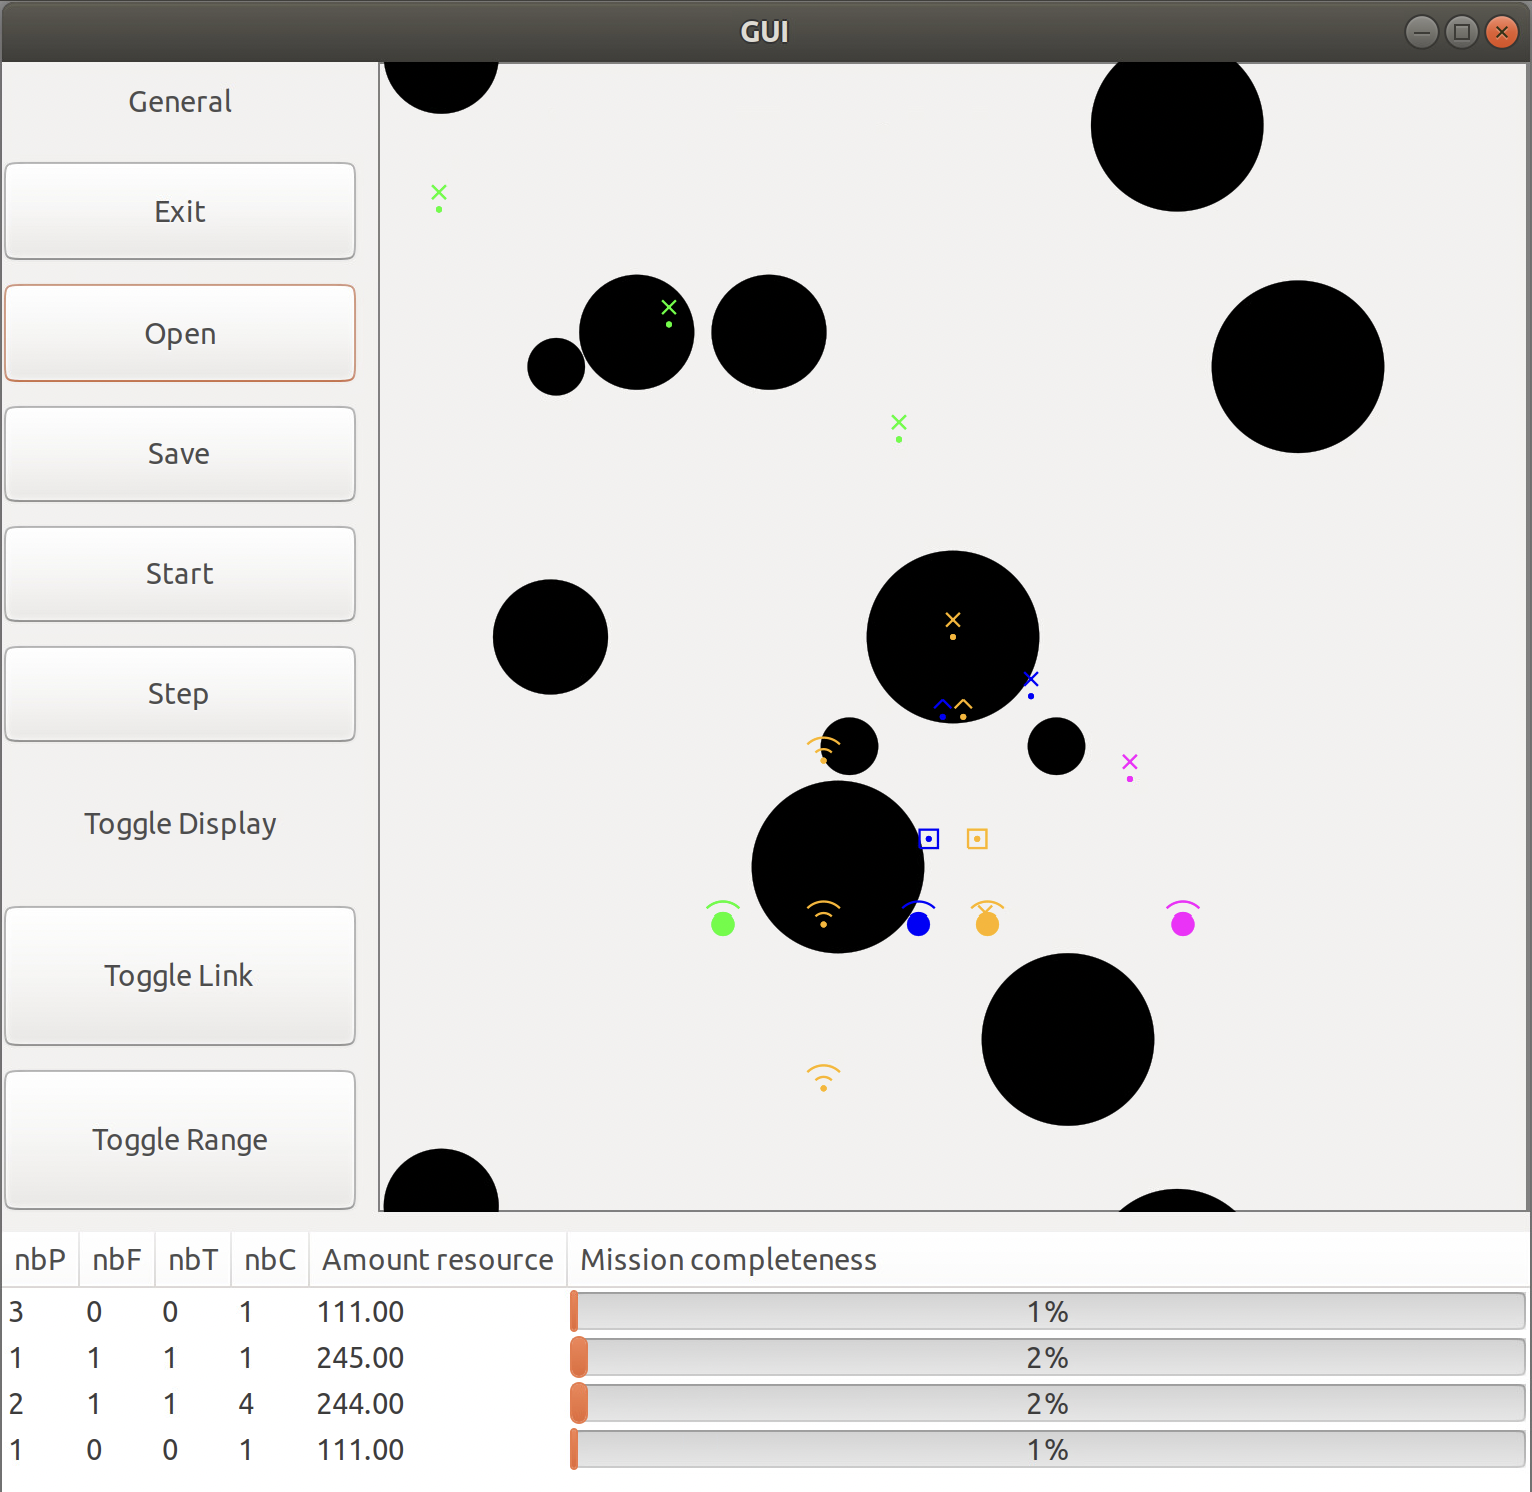 GUI
General
Exit
Open
Save
Start
Step
Toggle Display
Toggle Link
Toggle Range
nbP nbF nbT nbC Amount resource Mission completeness
3 0 0 1 111.00 1%
1 1 1 1 245.00 2%
2 1 1 4 244.00 2%
1 0 0 1 111.00 1%